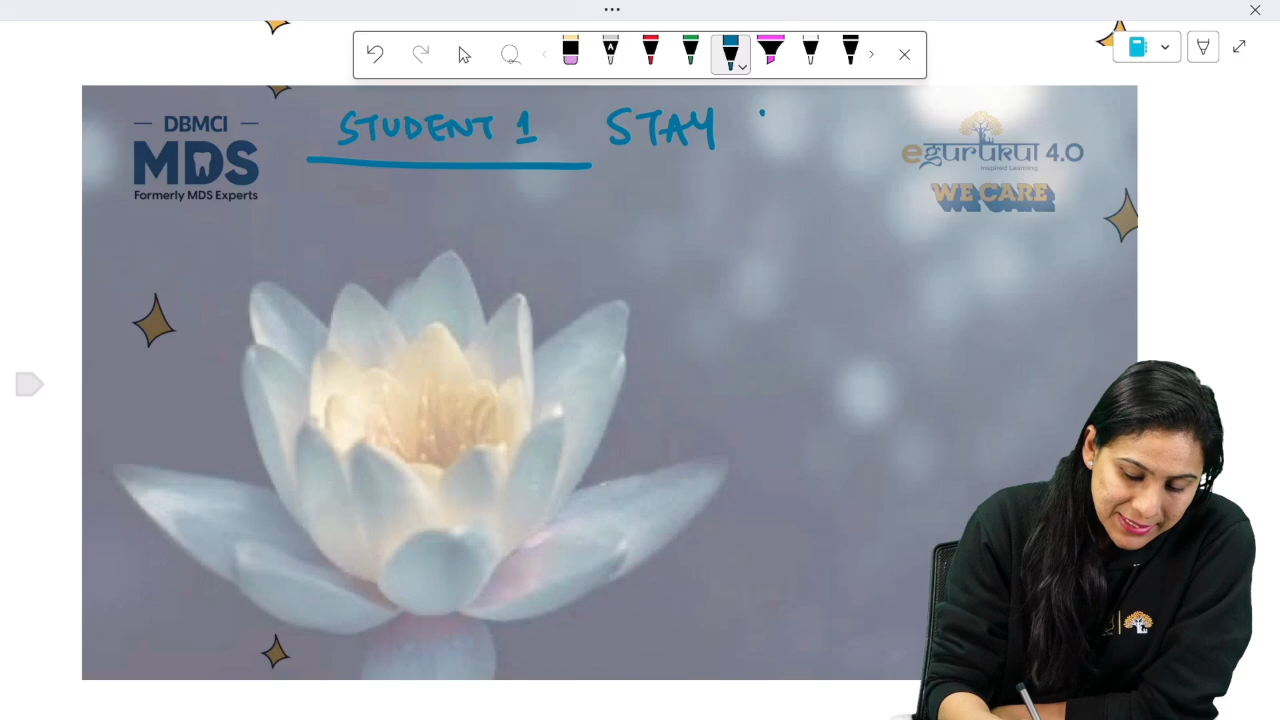 DBMCI
MDS
Formerly MDS Experts
STUDENT 1 STAY
eGurukul 4.0
Inspired Learning
WE CARE